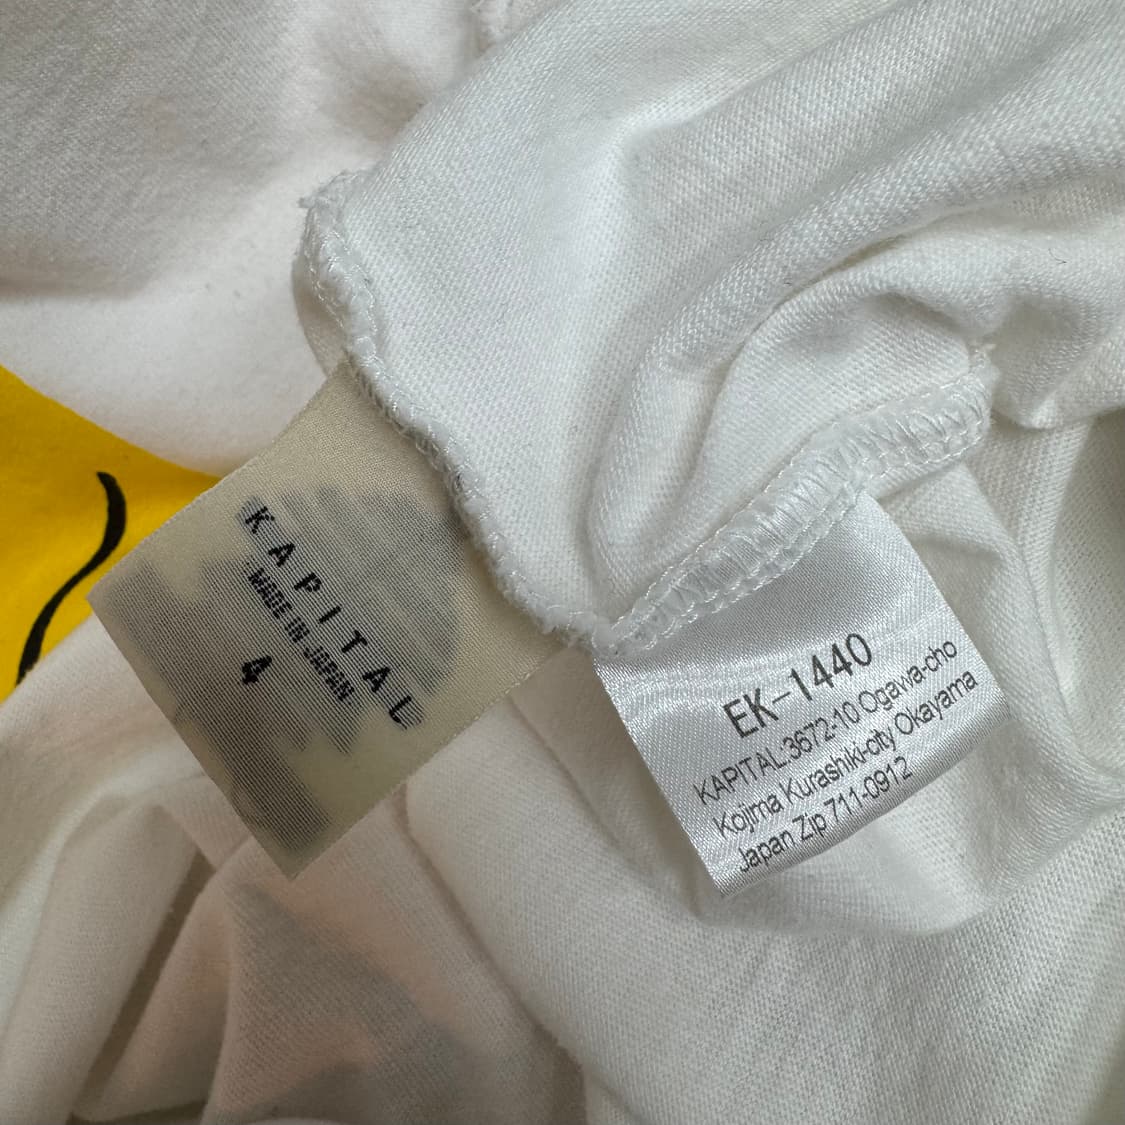 KAPITAL
MADE IN JAPAN
4
EK-1440
KAPITAL:3672-10 Ogawa-cho
Kojima Kurashiki-city Okayama
Japan Zip 711-0912